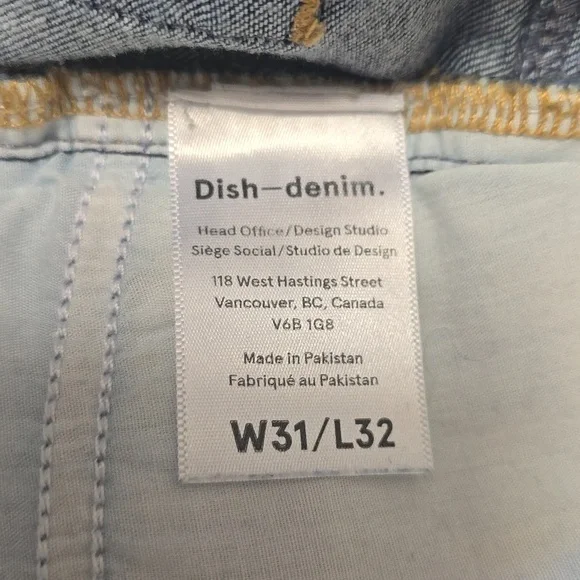 Dish—denim.
Head Office/Design Studio
Siège Social/Studio de Design
118 West Hastings Street
Vancouver, BC, Canada
V6B 1G8
Made in Pakistan
Fabriqué au Pakistan
W31/L32